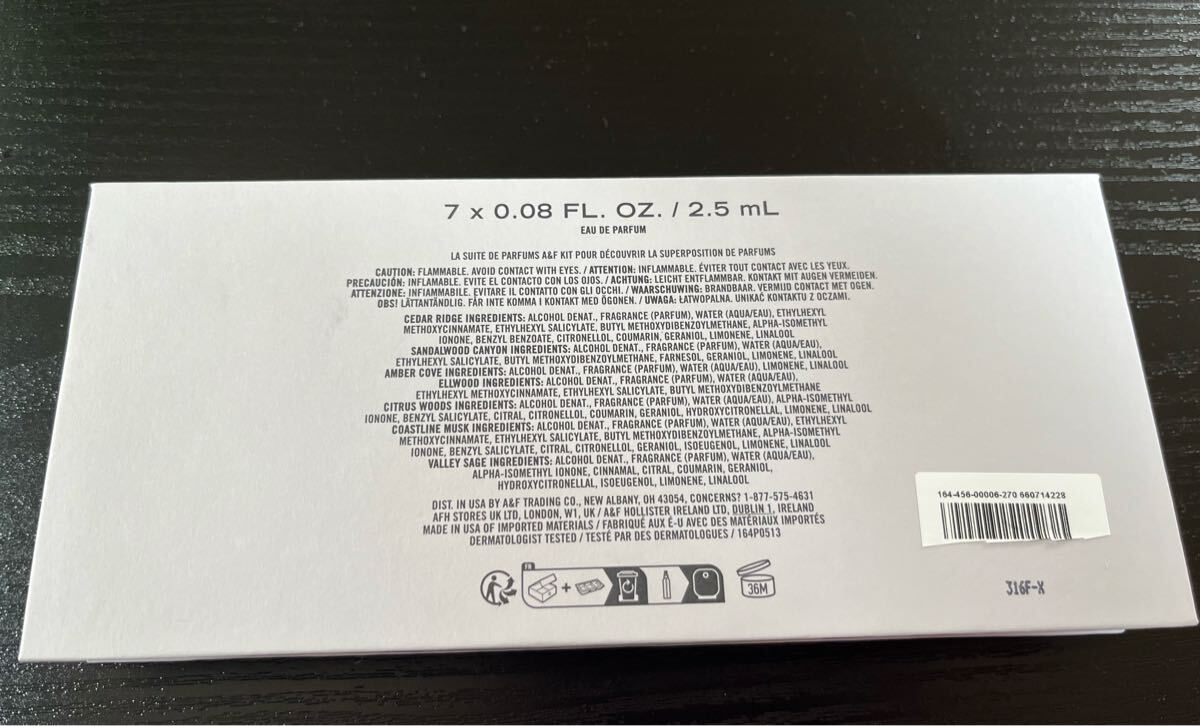 7 x 0.08 FL. OZ. / 2.5 mL
EAU DE PARFUM
LA SUITE DE PARFUMS A&F KIT POUR DÉCOUVRIR LA SUPERPOSITION DE PARFUMS
CAUTION: FLAMMABLE. AVOID CONTACT WITH EYES. / ATTENTION: INFLAMMABLE. ÉVITER TOUT CONTACT AVEC LES YEUX.
PRECAUCIÓN: INFLAMABLE. EVITE EL CONTACTO CON LOS OJOS. / ACHTUNG: LEICHT ENTFLAMMBAR. KONTAKT MIT AUGEN VERMEIDEN.
ATTENZIONE: INFIAMMABILE. EVITARE IL CONTATTO CON GLI OCCHI. / WAARSCHUWING: BRANDBAAR. VERMIJD CONTACT MET OGEN.
OBS! LÄTTANTÄNDLIG. FÅR INTE KOMMA I KONTAKT MED ÖGONEN. / UWAGA: ŁATWOPALNA. UNIKAĆ KONTAKTU Z OCZAMI.
CEDAR RIDGE INGREDIENTS: ALCOHOL DENAT., FRAGRANCE (PARFUM), WATER (AQUA/EAU), ETHYLHEXYL
METHOXYCINNAMATE, ETHYLHEXYL SALICYLATE, BUTYL METHOXYDIBENZOYLMETHANE, ALPHA-ISOMETHYL
IONONE, BENZYL BENZOATE, CITRONELLOL, COUMARIN, GERANIOL, LIMONENE, LINALOOL
SANDALWOOD CANYON INGREDIENTS: ALCOHOL DENAT., FRAGRANCE (PARFUM), WATER (AQUA/EAU),
ETHYLHEXYL SALICYLATE, BUTYL METHOXYDIBENZOYLMETHANE, FARNESOL, GERANIOL, LIMONENE, LINALOOL
AMBER COVE INGREDIENTS: ALCOHOL DENAT., FRAGRANCE (PARFUM), WATER (AQUA/EAU), LIMONENE, LINALOOL
ELLWOOD INGREDIENTS: ALCOHOL DENAT., FRAGRANCE (PARFUM), WATER (AQUA/EAU),
ETHYLHEXYL METHOXYCINNAMATE, ETHYLHEXYL SALICYLATE, BUTYL METHOXYDIBENZOYLMETHANE
CITRUS WOODS INGREDIENTS: ALCOHOL DENAT., FRAGRANCE (PARFUM), WATER (AQUA/EAU), ALPHA-ISOMETHYL
IONONE, BENZYL SALICYLATE, CITRAL, CITRONELLOL, COUMARIN, GERANIOL, HYDROXYCITRONELLAL, LIMONENE, LINALOOL
COASTLINE MUSK INGREDIENTS: ALCOHOL DENAT., FRAGRANCE (PARFUM), WATER (AQUA/EAU), ETHYLHEXYL
METHOXYCINNAMATE, ETHYLHEXYL SALICYLATE, BUTYL METHOXYDIBENZOYLMETHANE, ALPHA-ISOMETHYL
IONONE, BENZYL SALICYLATE, CITRAL, CITRONELLOL, GERANIOL, ISOEUGENOL, LIMONENE, LINALOOL
VALLEY SAGE INGREDIENTS: ALCOHOL DENAT., FRAGRANCE (PARFUM), WATER (AQUA/EAU),
ALPHA-ISOMETHYL IONONE, CINNAMAL, CITRAL, COUMARIN, GERANIOL,
HYDROXYCITRONELLAL, ISOEUGENOL, LIMONENE, LINALOOL
DIST. IN USA BY A&F TRADING CO., NEW ALBANY, OH 43054, CONCERNS? 1-877-575-4631
AFH STORES UK LTD, LONDON, W1, UK / A&F HOLLISTER IRELAND LTD, DUBLIN 1, IRELAND
MADE IN USA OF IMPORTED MATERIALS / FABRIQUÉ AUX É-U AVEC DES MATÉRIAUX IMPORTÉS
DERMATOLOGIST TESTED / TESTÉ PAR DES DERMATOLOGUES / 164P0513
164-456-00006-270 660714228
FR
+
36M
316F-X